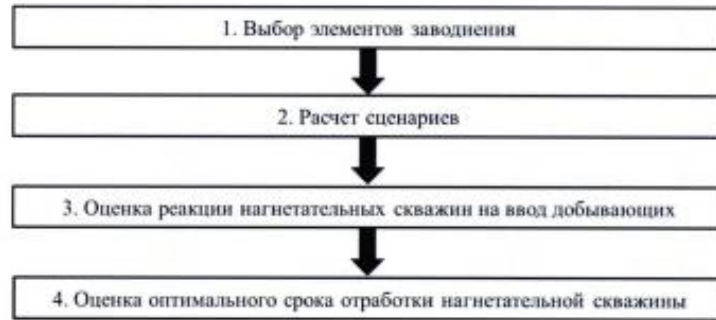 1. Выбор элементов заводнения
2. Расчет сценариев
3. Оценка реакции нагнетательных скважин на ввод добывающих
4. Оценка оптимального срока отработки нагнетательной скважины